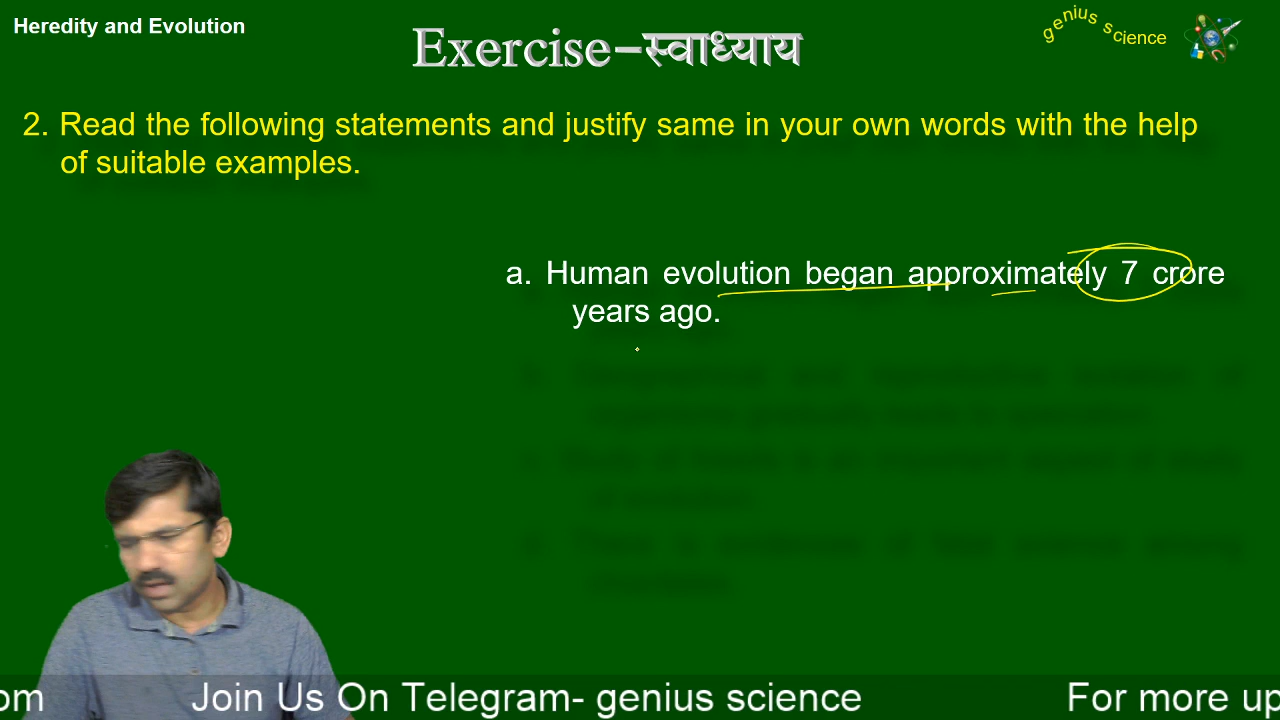 Heredity and Evolution
Exercise-स्वाध्याय
genius science
2. Read the following statements and justify same in your own words with the help
of suitable examples.
a. Human evolution began approximately 7 crore
years ago.
om Join Us On Telegram- genius science For more up